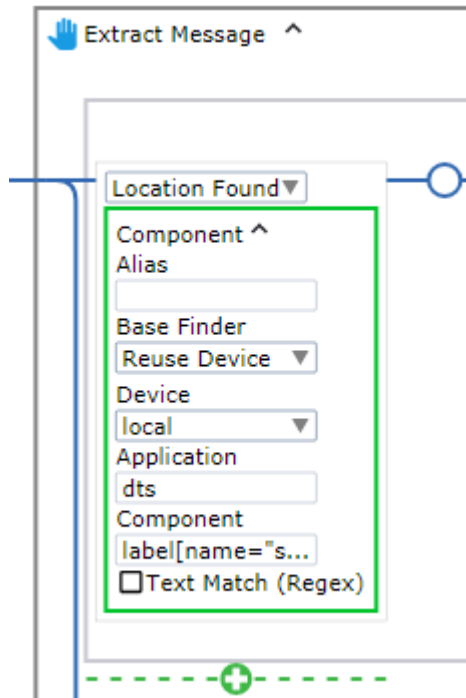 Extract Message
Location Found
Component
Alias
Base Finder
Reuse Device
Device
local
Application
dts
Component
label[name="s...
Text Match (Regex)